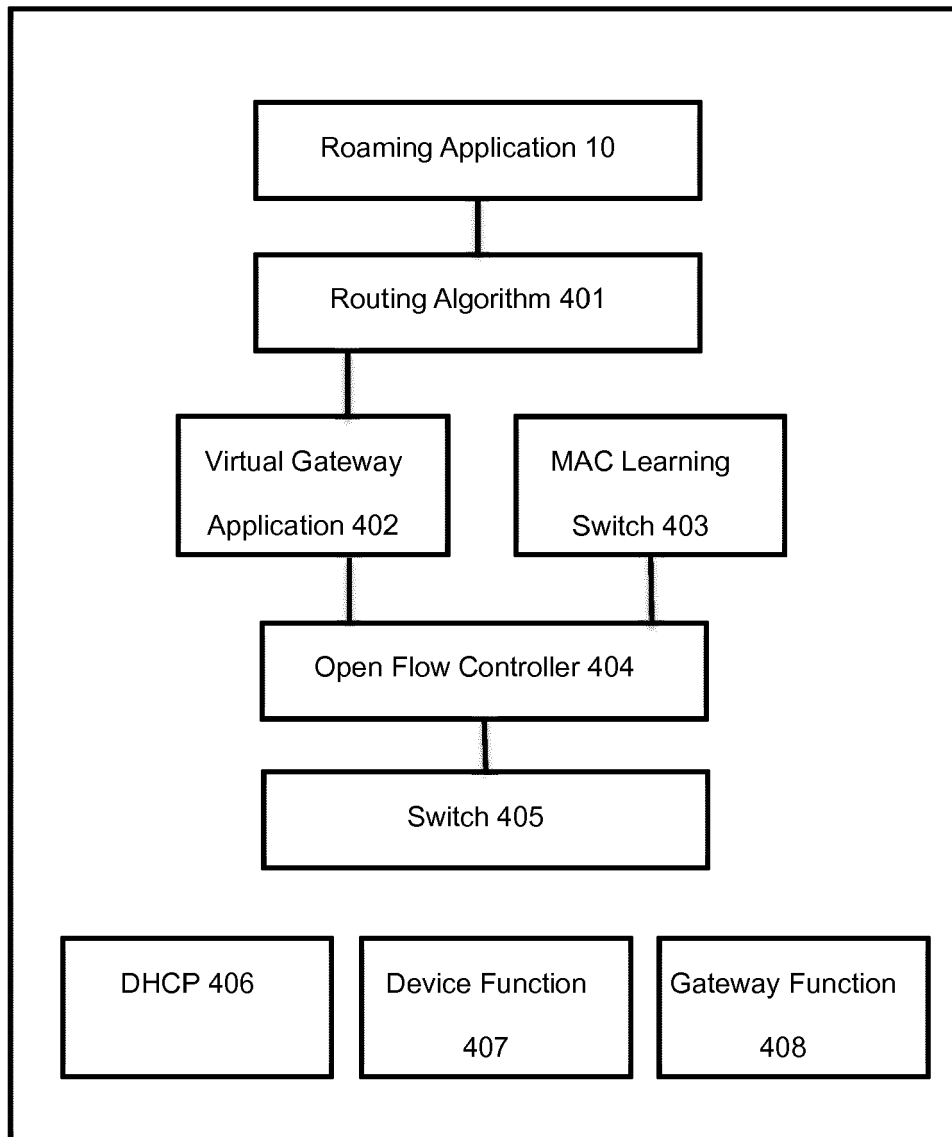 Roaming Application 10
Routing Algorithm 401
Virtual Gateway
Application 402
MAC Learning
Switch 403
Open Flow Controller 404
Switch 405
DHCP 406
Device Function
407
Gateway Function
408